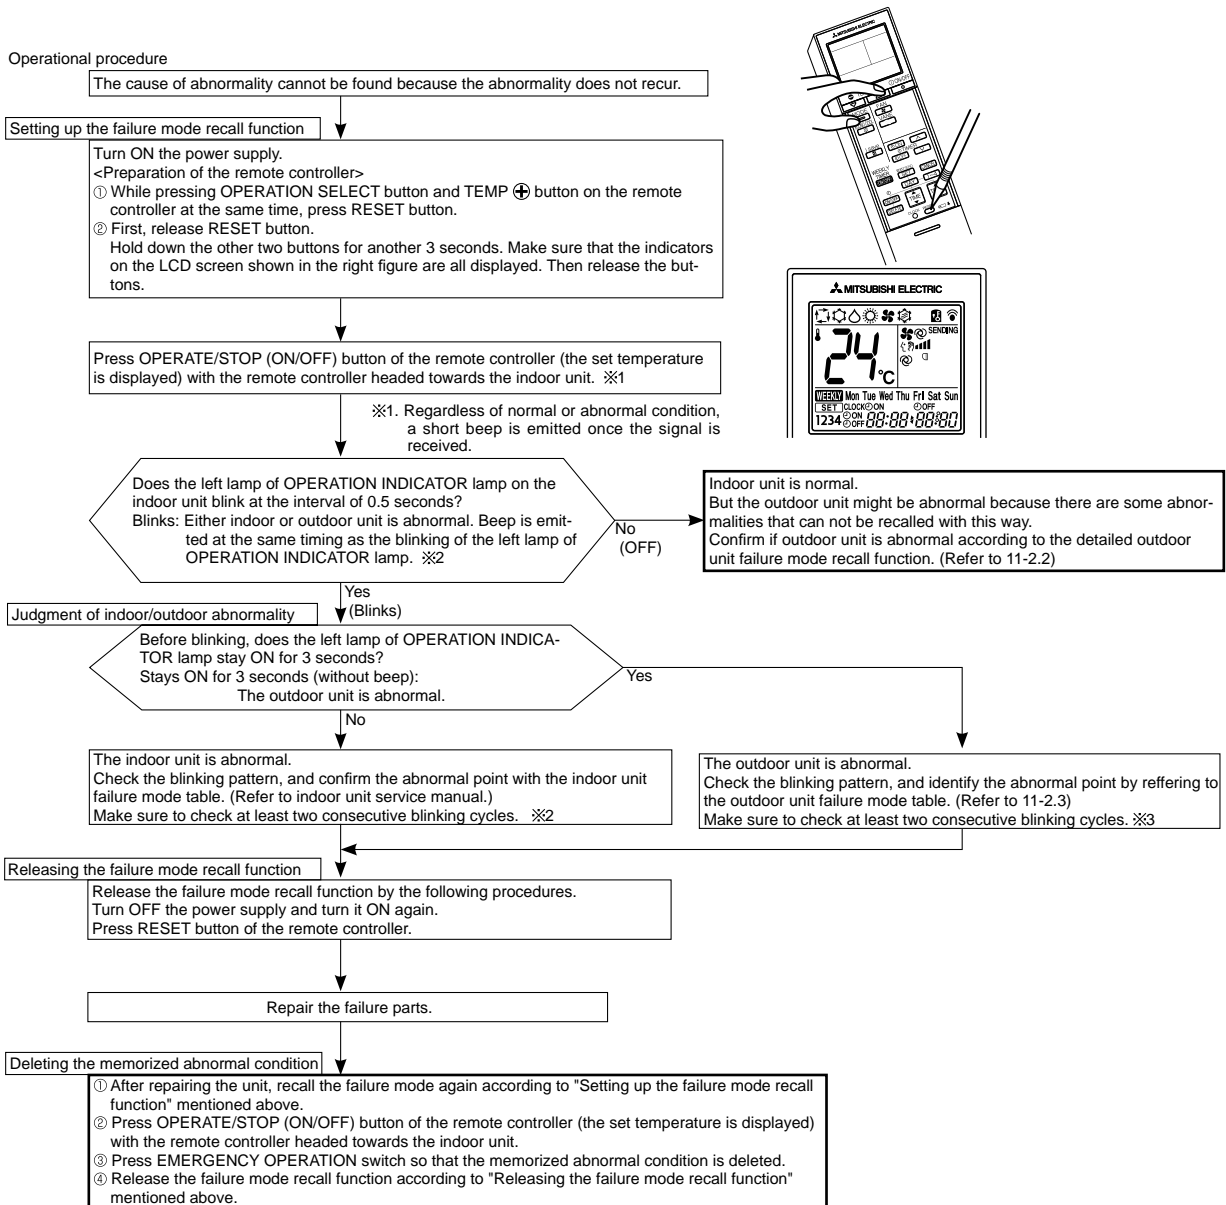 Operational procedure
The cause of abnormality cannot be found because the abnormality does not recur.
Setting up the failure mode recall function
Turn ON the power supply.
<Preparation of the remote controller>
① While pressing OPERATION SELECT button and TEMP ⊕ button on the remote
controller at the same time, press RESET button.
② First, release RESET button.
Hold down the other two buttons for another 3 seconds. Make sure that the indicators
on the LCD screen shown in the right figure are all displayed. Then release the but-
tons.
MITSUBISHI ELECTRIC
MITSUBISHI ELECTRIC
SENDING
24°C
WEEKLY Mon Tue Wed Thu Fri Sat Sun
SET CLOCK ON OFF
1234 ON OFF 00:00 00:00
Press OPERATE/STOP (ON/OFF) button of the remote controller (the set temperature
is displayed) with the remote controller headed towards the indoor unit. ※1
※1. Regardless of normal or abnormal condition,
a short beep is emitted once the signal is
received.
Does the left lamp of OPERATION INDICATOR lamp on the
indoor unit blink at the interval of 0.5 seconds?
Blinks: Either indoor or outdoor unit is abnormal. Beep is emit-
ted at the same timing as the blinking of the left lamp of
OPERATION INDICATOR lamp. ※2
No
(OFF)
Indoor unit is normal.
But the outdoor unit might be abnormal because there are some abnor-
malities that can not be recalled with this way.
Confirm if outdoor unit is abnormal according to the detailed outdoor
unit failure mode recall function. (Refer to 11-2.2)
Yes
(Blinks)
Judgment of indoor/outdoor abnormality
Before blinking, does the left lamp of OPERATION INDICA-
TOR lamp stay ON for 3 seconds?
Stays ON for 3 seconds (without beep):
The outdoor unit is abnormal.
Yes
No
The indoor unit is abnormal.
Check the blinking pattern, and confirm the abnormal point with the indoor unit
failure mode table. (Refer to indoor unit service manual.)
Make sure to check at least two consecutive blinking cycles. ※2
The outdoor unit is abnormal.
Check the blinking pattern, and identify the abnormal point by reffering to
the outdoor unit failure mode table. (Refer to 11-2.3)
Make sure to check at least two consecutive blinking cycles. ※3
Releasing the failure mode recall function
Release the failure mode recall function by the following procedures.
Turn OFF the power supply and turn it ON again.
Press RESET button of the remote controller.
Repair the failure parts.
Deleting the memorized abnormal condition
① After repairing the unit, recall the failure mode again according to "Setting up the failure mode recall
function" mentioned above.
② Press OPERATE/STOP (ON/OFF) button of the remote controller (the set temperature is displayed)
with the remote controller headed towards the indoor unit.
③ Press EMERGENCY OPERATION switch so that the memorized abnormal condition is deleted.
④ Release the failure mode recall function according to "Releasing the failure mode recall function"
mentioned above.